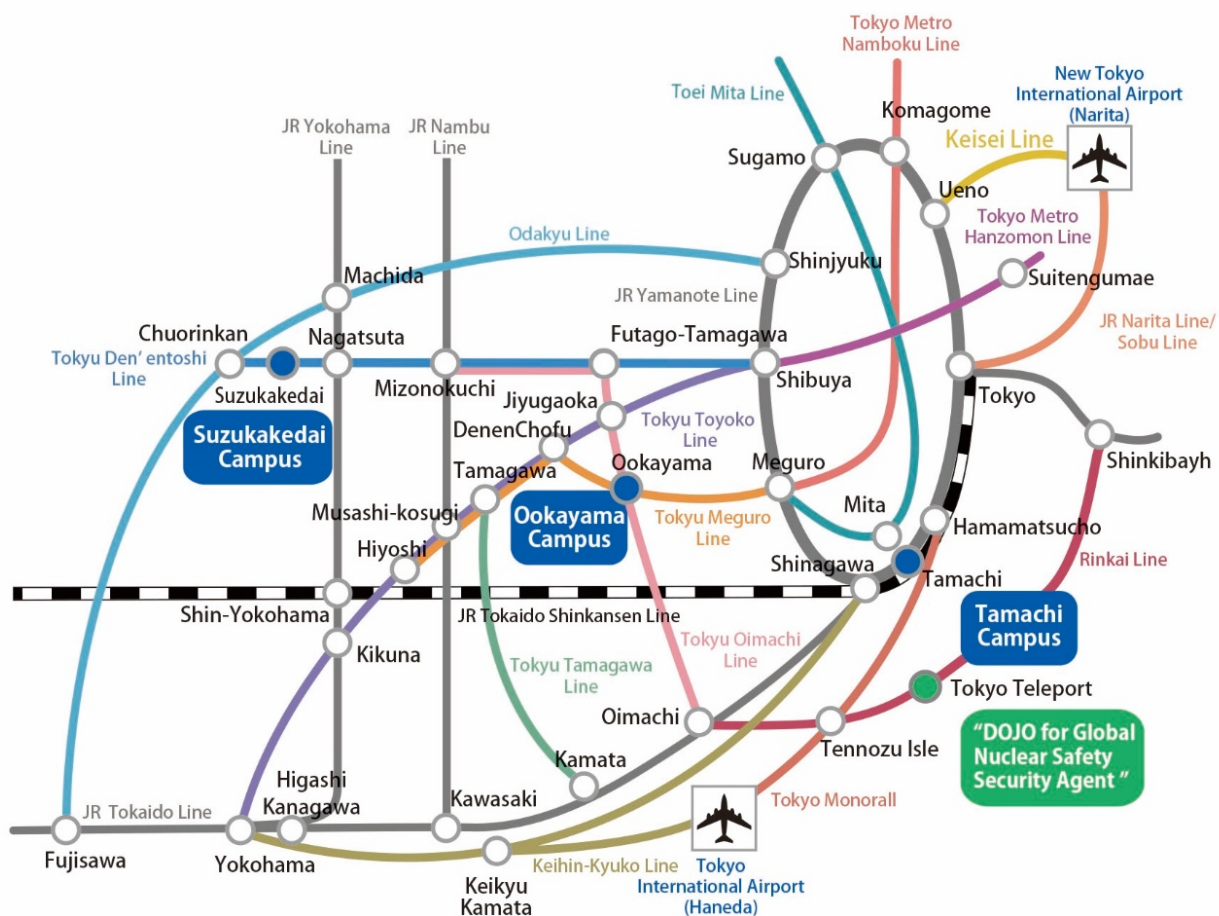 Tokyo Metro
Namboku Line
New Tokyo
International Airport
(Narita)
Toei Mita Line
Komagome
JR Yokohama
Line
JR Nambu
Line
Keisei Line
Sugamo
Ueno
Tokyo Metro
Hanzomon Line
Odakyu Line
Shinjyuku
Machida
Suitengumae
JR Yamanote Line
Chuorinkan
Nagatsuta
Futago-Tamagawa
JR Narita Line/
Sobu Line
Tokyu Den' entoshi
Line
Suzukakedai
Mizonokuchi
Shibuya
Tokyo
Jiyugaoka
Suzukakedai
Campus
DenenChofu
Tokyu Toyoko
Line
Shinkibayh
Tamagawa
Ookayama
Meguro
Mita
Musashi-kosugi
Ookayama
Campus
Tokyu Meguro
Line
Hamamatsucho
Hiyoshi
Shinagawa
Rinkai Line
Tamachi
Shin-Yokohama
JR Tokaido Shinkansen Line
Tamachi
Campus
Kikuna
Tokyu Tamagawa
Line
Tokyu Oimachi
Line
Tokyo Teleport
Oimachi
Tennozu Isle
"DOJO for Global
Nuclear Safety
Security Agent "
Kamata
Higashi
Kanagawa
Kawasaki
Tokyo Monorall
JR Tokaido Line
Fujisawa
Yokohama
Keihin-Kyuko Line
Keikyu
Kamata
Tokyo
International Airport
(Haneda)